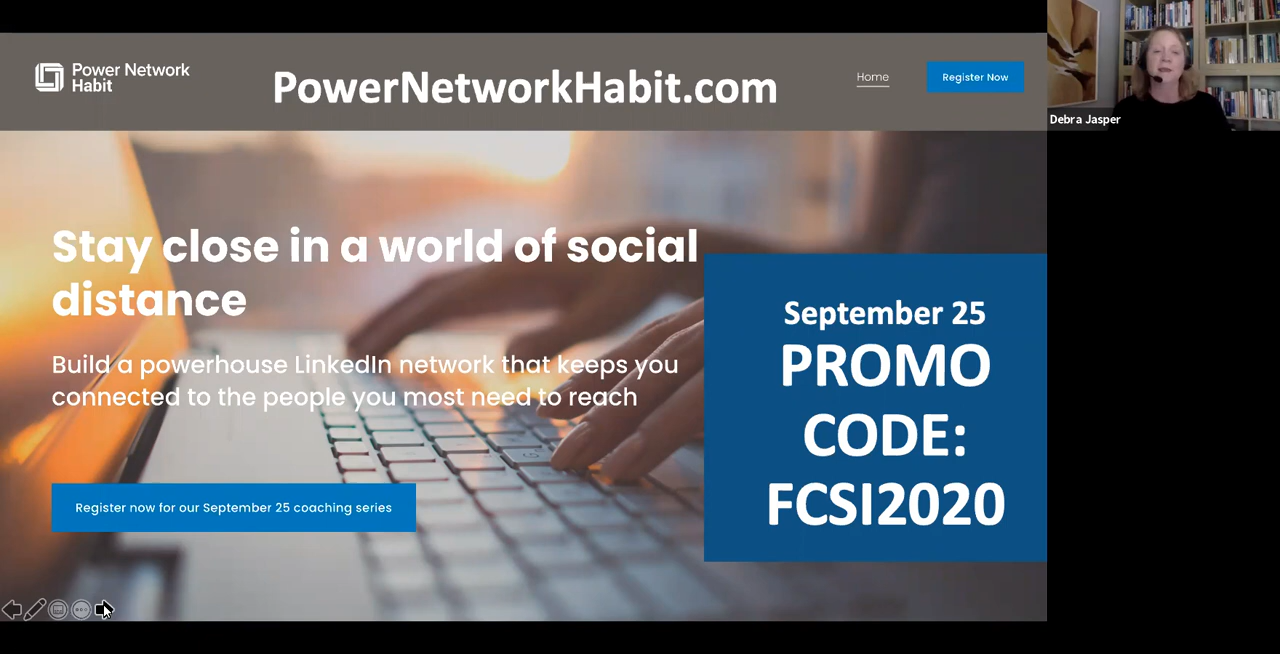 Power Network
Habit
PowerNetworkHabit.com
Home
Register Now
Debra Jasper
Stay close in a world of social
distance
Build a powerhouse LinkedIn network that keeps you
connected to the people you most need to reach
Register now for our September 25 coaching series
September 25
PROMO
CODE:
FCSI2020